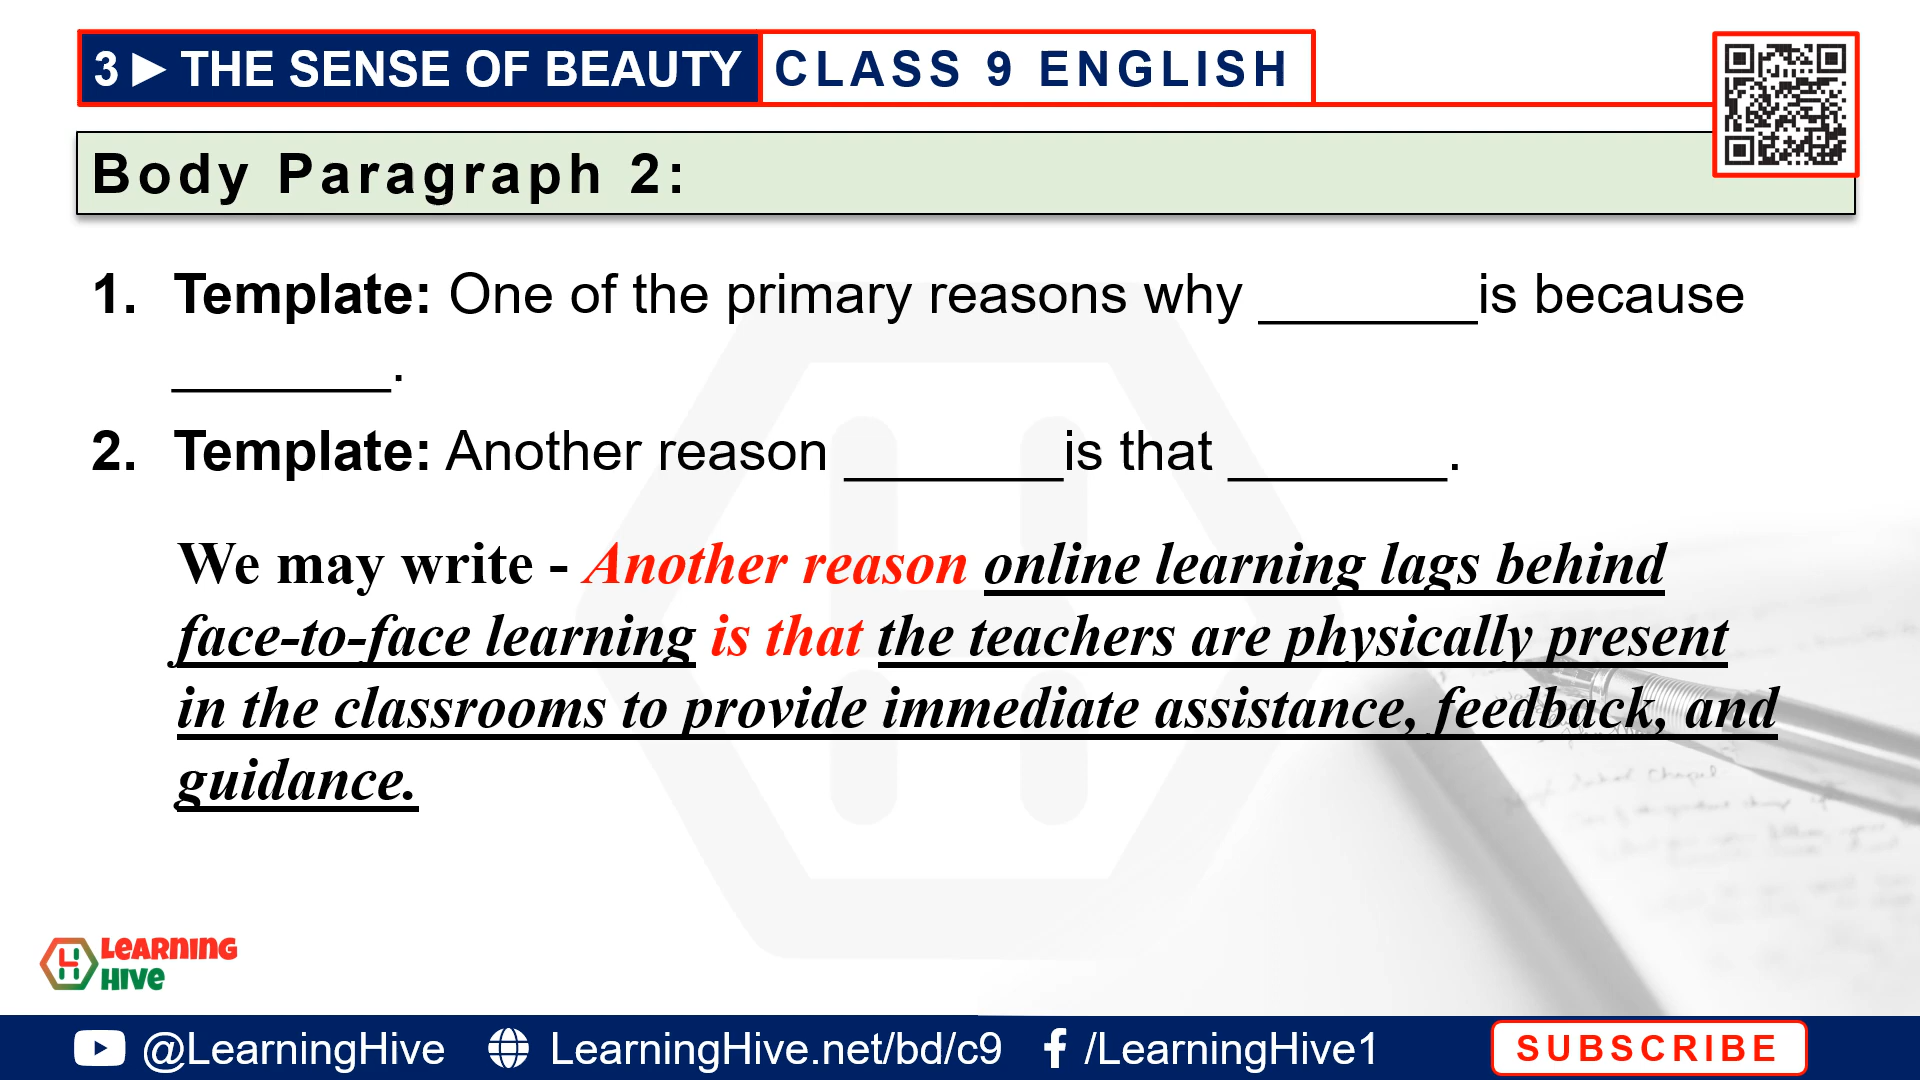 3 ► THE SENSE OF BEAUTY CLASS 9 ENGLISH
Body Paragraph 2:
1. Template: One of the primary reasons why ________is because
________.
2. Template: Another reason ________is that ________.
We may write - Another reason online learning lags behind
face-to-face learning is that the teachers are physically present
in the classrooms to provide immediate assistance, feedback, and
guidance.
LEARNING
HIVE
@LearningHive LearningHive.net/bd/c9 /LearningHive1 SUBSCRIBE